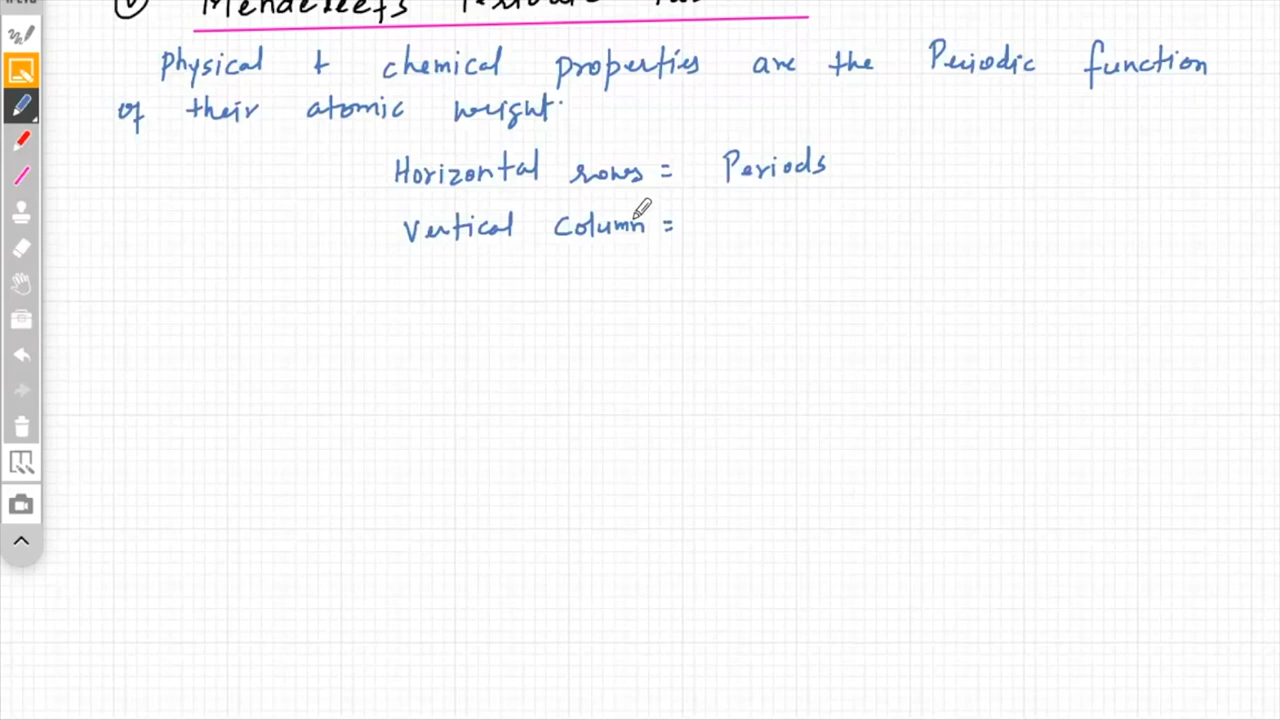 Physical + chemical properties are the Periodic function
of their atomic weight.
Horizontal rows = Periods
Vertical Column =